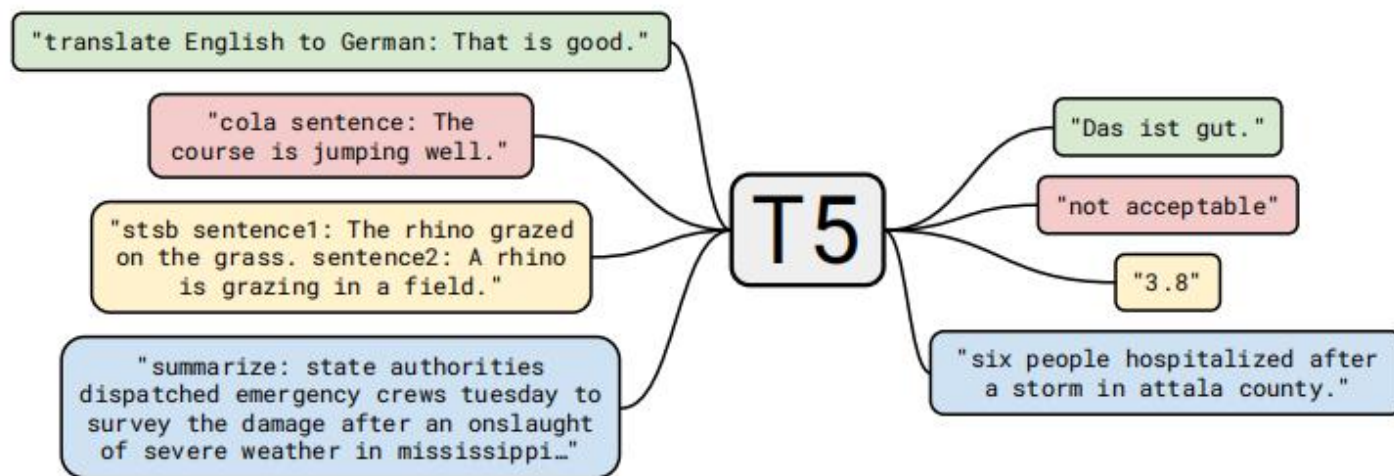 "translate English to German: That is good."
"cola sentence: The
course is jumping well."
"stsb sentence1: The rhino grazed
on the grass. sentence2: A rhino
is grazing in a field."
"summarize: state authorities
dispatched emergency crews tuesday to
survey the damage after an onslaught
of severe weather in mississippi…"
T5
"Das ist gut."
"not acceptable"
"3.8"
"six people hospitalized after
a storm in attala county."